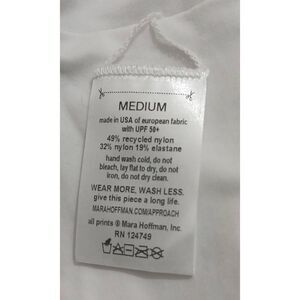 MEDIUM
made in USA of european fabric
with UPF 50+
49% recycled nylon
32% nylon 19% elastane
hand wash cold, do not
bleach, lay flat to dry, do not
iron, do not dry clean.
WEAR MORE, WASH LESS.
give this piece a long life.
MARAHOFFMAN.COM/APPROACH
all prints ® Mara Hoffman, Inc.
RN 124749